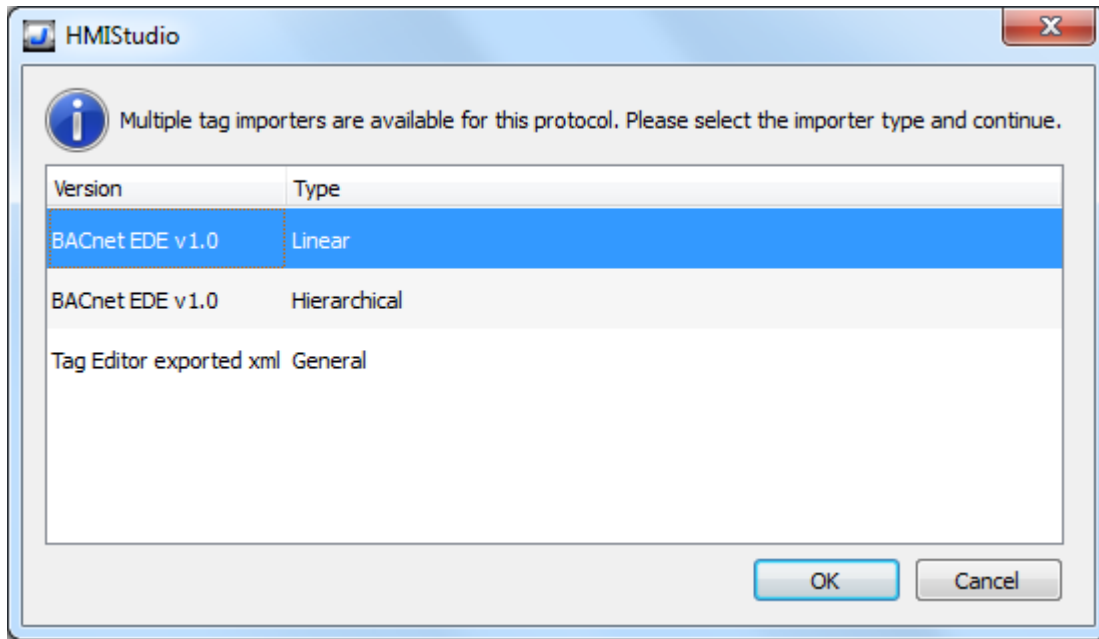 HMIStudio
Multiple tag importers are available for this protocol. Please select the importer type and continue.
Version Type
BACnet EDE v1.0 Linear
BACnet EDE v1.0 Hierarchical
Tag Editor exported xml General
OK Cancel